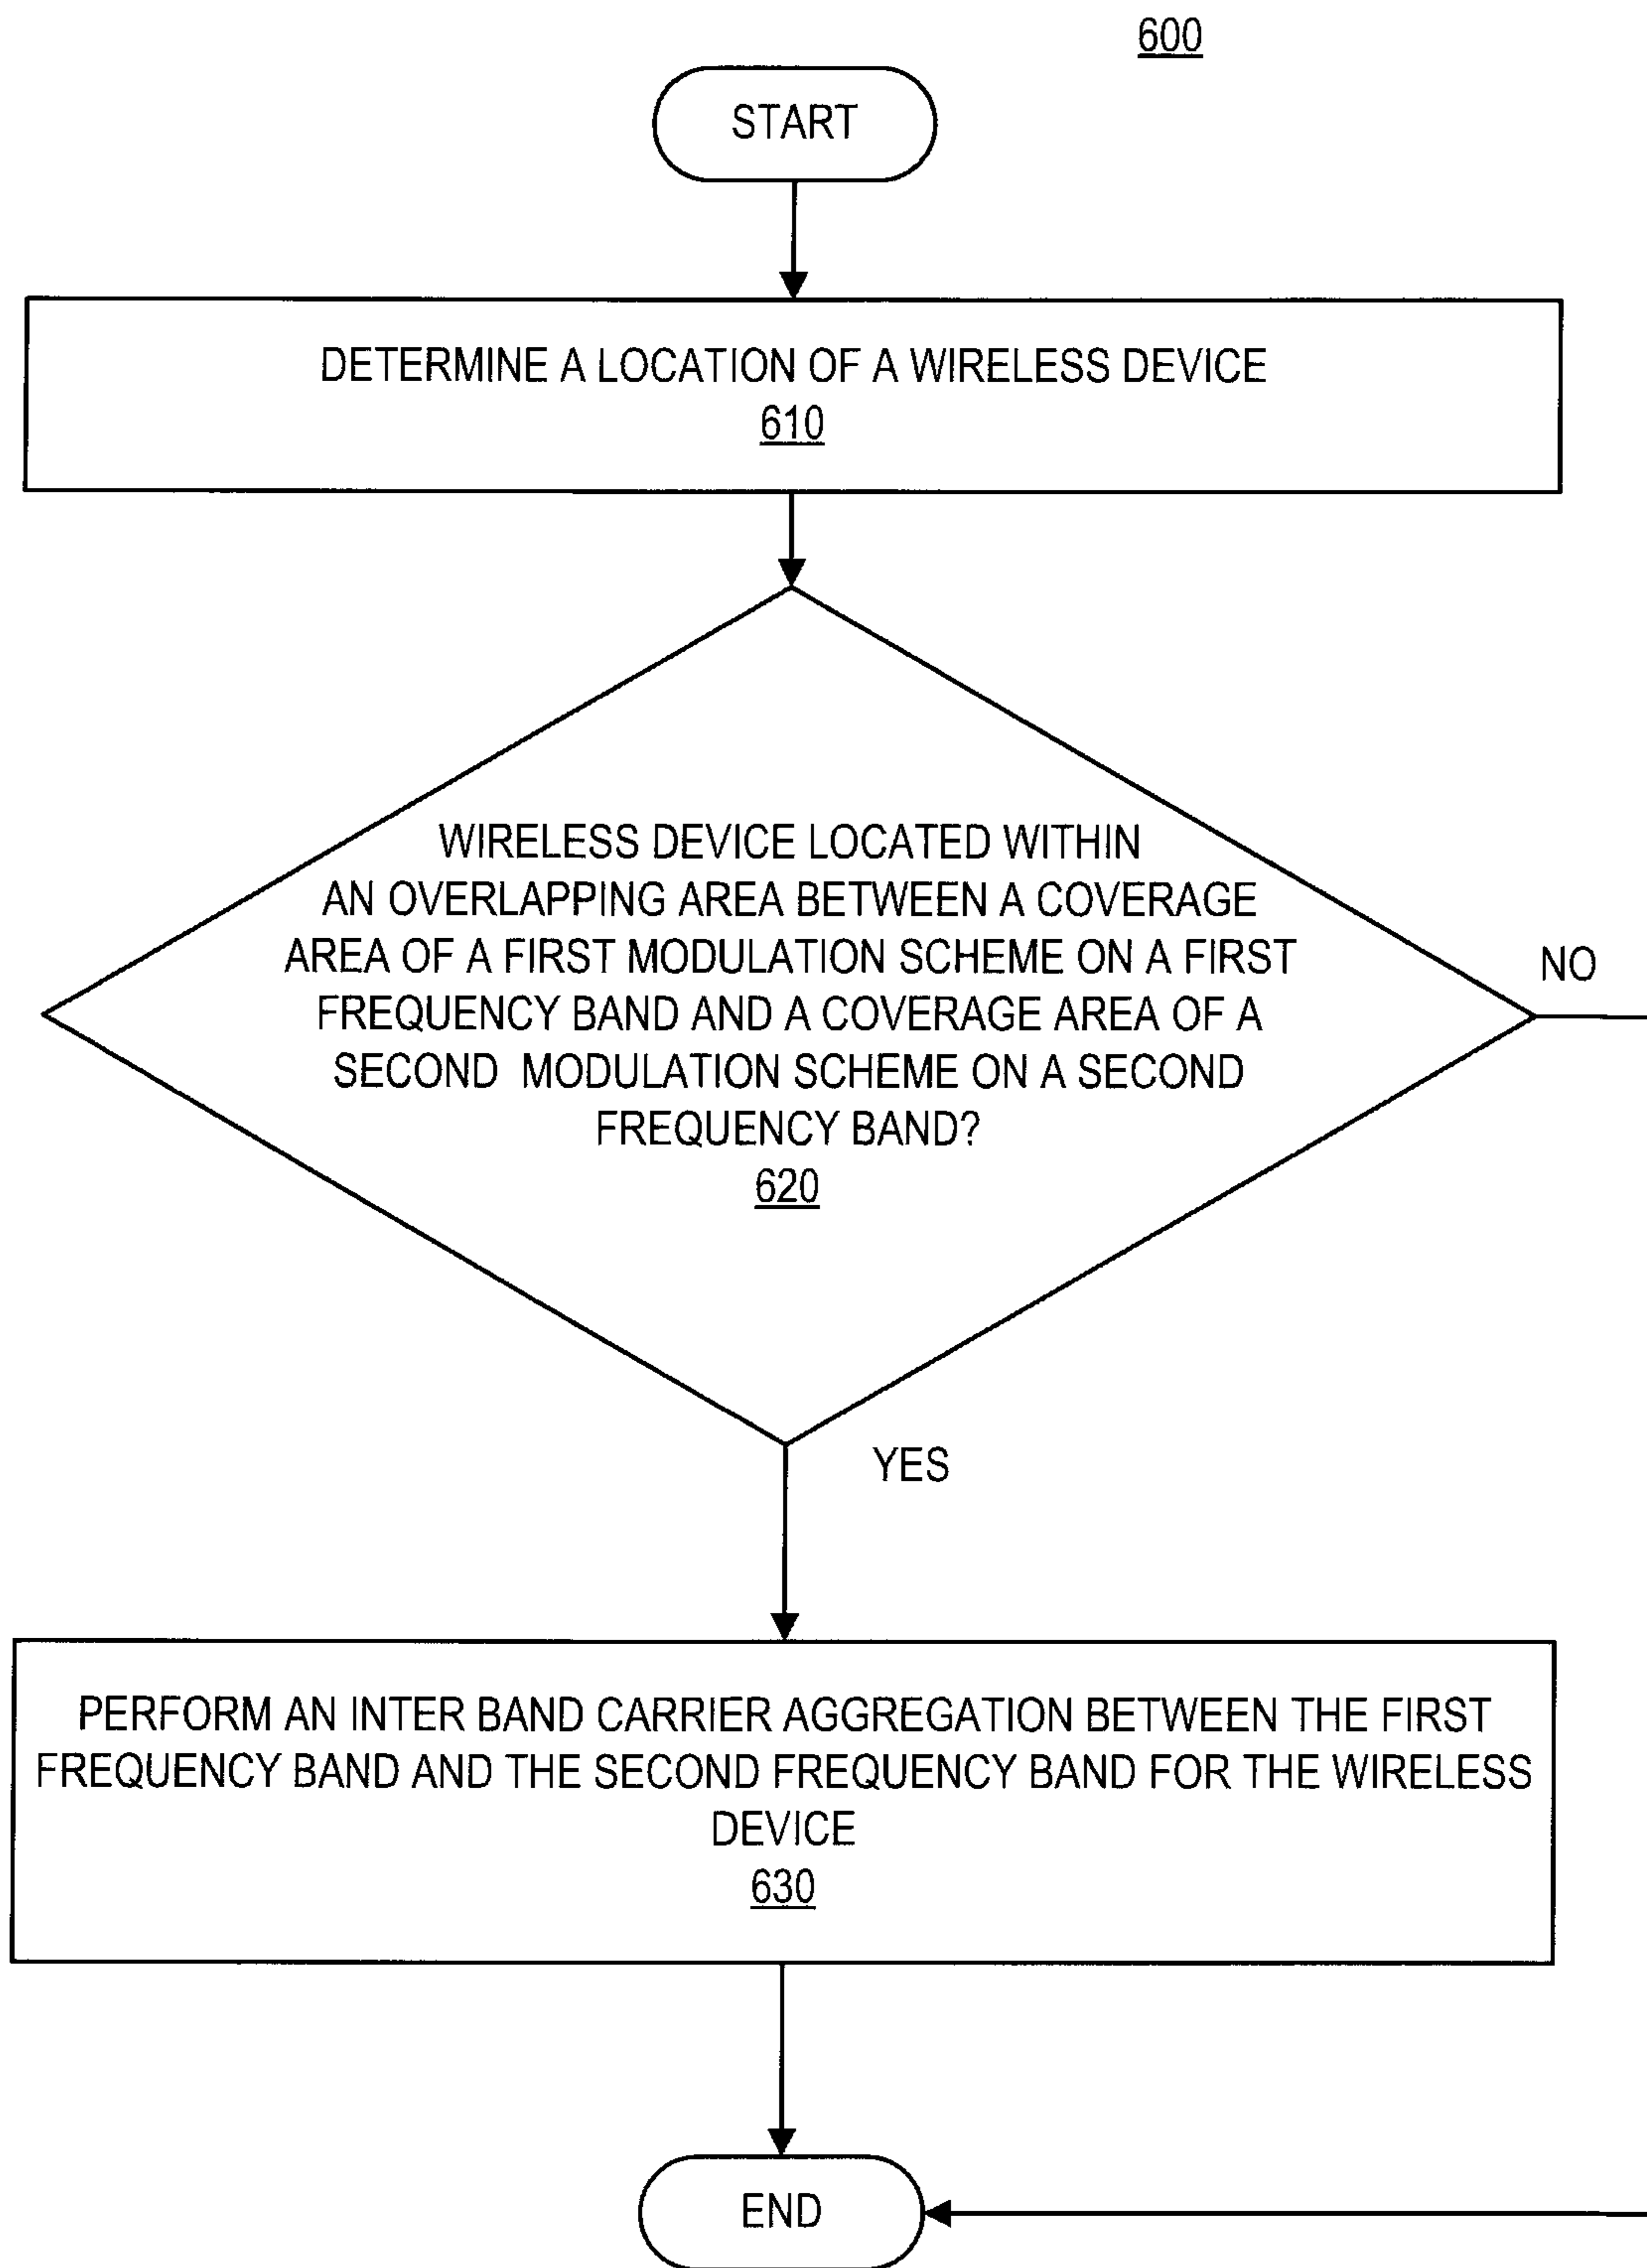 600
START
DETERMINE A LOCATION OF A WIRELESS DEVICE
610
WIRELESS DEVICE LOCATED WITHIN
AN OVERLAPPING AREA BETWEEN A COVERAGE
AREA OF A FIRST MODULATION SCHEME ON A FIRST
FREQUENCY BAND AND A COVERAGE AREA OF A
SECOND MODULATION SCHEME ON A SECOND
FREQUENCY BAND?
620
NO
YES
PERFORM AN INTER BAND CARRIER AGGREGATION BETWEEN THE FIRST
FREQUENCY BAND AND THE SECOND FREQUENCY BAND FOR THE WIRELESS
DEVICE
630
END